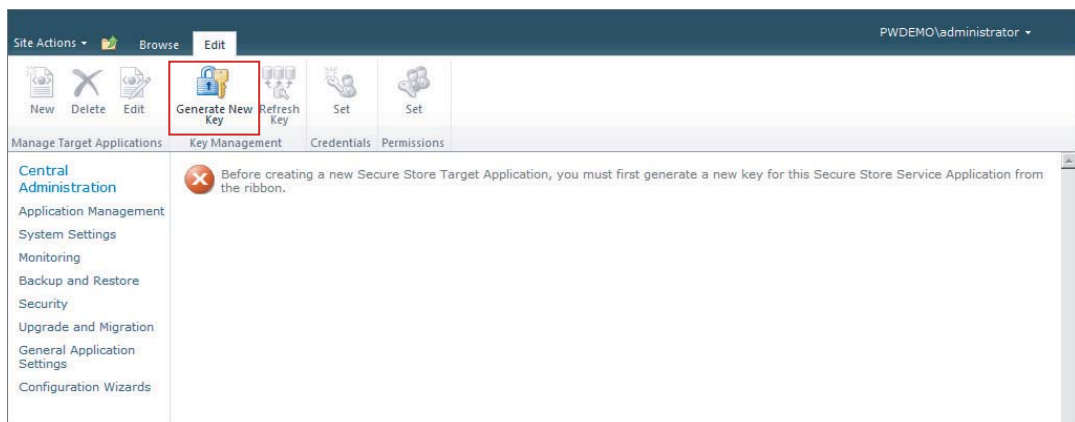 PWDEMO\administrator
Site Actions
Browse
Edit
New
Delete
Edit
Generate New
Key
Refresh
Key
Set
Set
Manage Target Applications
Key Management
Credentials
Permissions
Central
Administration
Application Management
System Settings
Monitoring
Backup and Restore
Security
Upgrade and Migration
General Application
Settings
Configuration Wizards
Before creating a new Secure Store Target Application, you must first generate a new key for this Secure Store Service Application from
the ribbon.